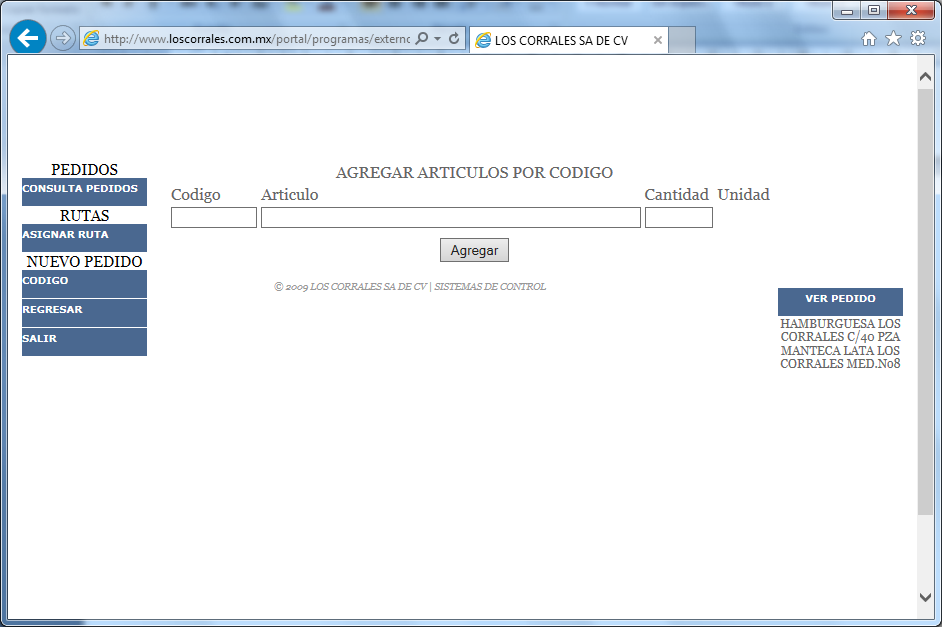 http://www.loscorrales.com.mx/portal/programas/externo
LOS CORRALES SA DE CV
PEDIDOS
CONSULTA PEDIDOS
RUTAS
ASIGNAR RUTA
NUEVO PEDIDO
CODIGO
REGRESAR
SALIR
AGREGAR ARTICULOS POR CODIGO
Codigo Articulo Cantidad Unidad
Agregar
© 2009 LOS CORRALES SA DE CV | SISTEMAS DE CONTROL
VER PEDIDO
HAMBURGUESA LOS
CORRALES C/40 PZA
MANTECA LATA LOS
CORRALES MED.No8